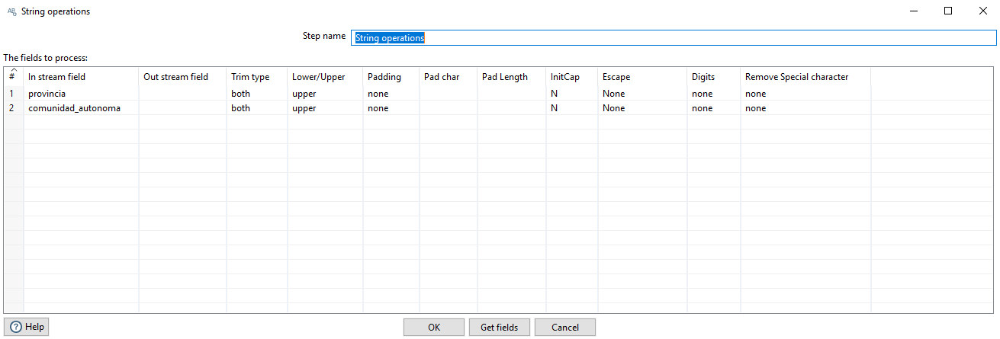 String operations
Step name String operations
The fields to process:
# In stream field Out stream field Trim type Lower/Upper Padding Pad char Pad Length InitCap Escape Digits Remove Special character
1 provincia both upper none N None none none
2 comunidad_autonoma both upper none N None none none
Help OK Get fields Cancel